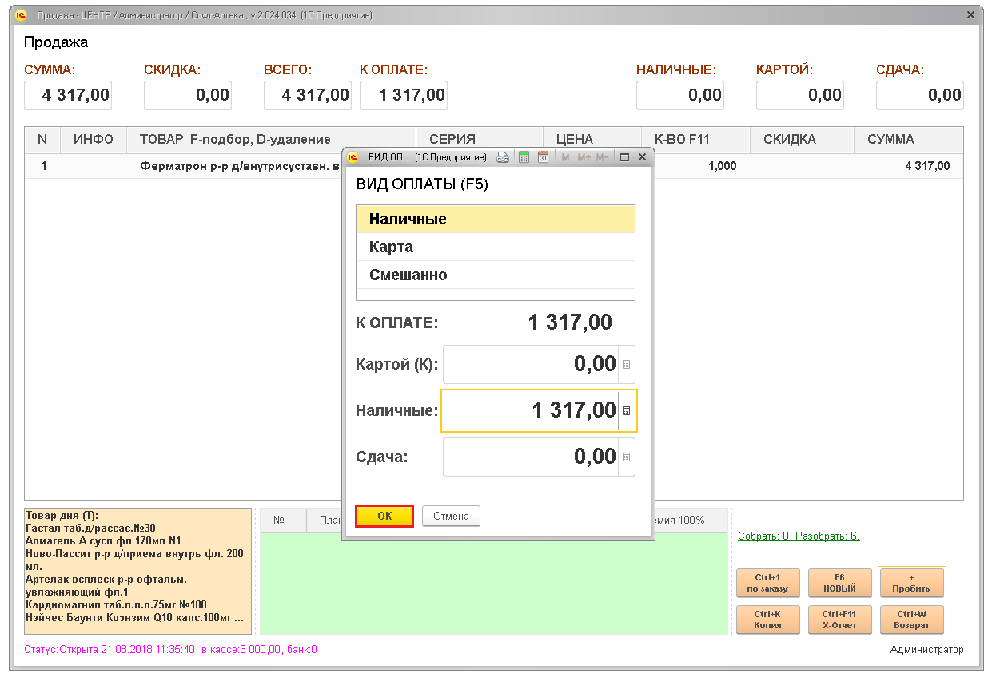 Продажа - ЦЕНТР / Администратор / Софт-Аптека:, v.2.024.034 (1С:Предприятие)
Продажа
СУММА: СКИДКА: ВСЕГО: К ОПЛАТЕ: НАЛИЧНЫЕ: КАРТОЙ: СДАЧА:
4 317,00 0,00 4 317,00 1 317,00 0,00 0,00 0,00
N ИНФО ТОВАР F-подбор, D-удаление СЕРИЯ ЦЕНА К-ВО F11 СКИДКА СУММА
1 Ферматрон р-р д/внутрисуставн. 1,000 4 317,00
ВИД ОП... (1С:Предприятие) 31 M M+ M-
ВИД ОПЛАТЫ (F5)
Наличные
Карта
Смешанно
К ОПЛАТЕ: 1 317,00
Картой (К): 0,00
Наличные: 1 317,00
Сдача: 0,00
ОК Отмена
Товар дня (Т):
Гастал таб.д/рассас.№30
Алмагель А сусп фл 170мл N1
Ново-Пассит р-р д/приема внутрь фл. 200
мл.
Артелак всплеск р-р офтальм.
увлажняющий фл.1
Кардиомагнил таб.п.п.о.75мг №100
Нэйчес Баунти Коэнзим Q10 капс.100мг ...
№ План емия 100%
Собрать: 0, Разобрать: 6.
Ctrl+1
по заказу
F6
НОВЫЙ
+
Пробить
Ctrl+K
Копия
Ctrl+F11
Х-Отчет
Ctrl+W
Возврат
Статус:Открыта 21.08.2018 11:35:40, в кассе:3 000,00, банк:0 Администратор